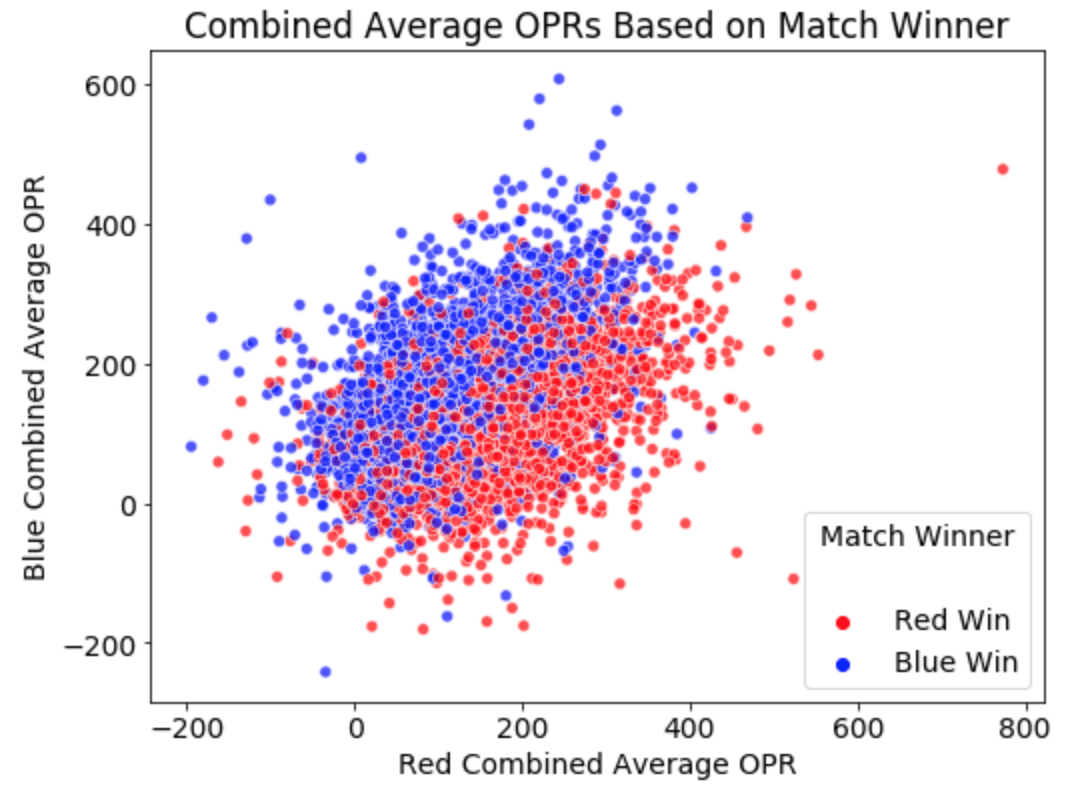 Combined Average OPRs Based on Match Winner
600
400
200
0
−200
Blue Combined Average OPR
Match Winner
Red Win
Blue Win
−200 0 200 400 600 800
Red Combined Average OPR